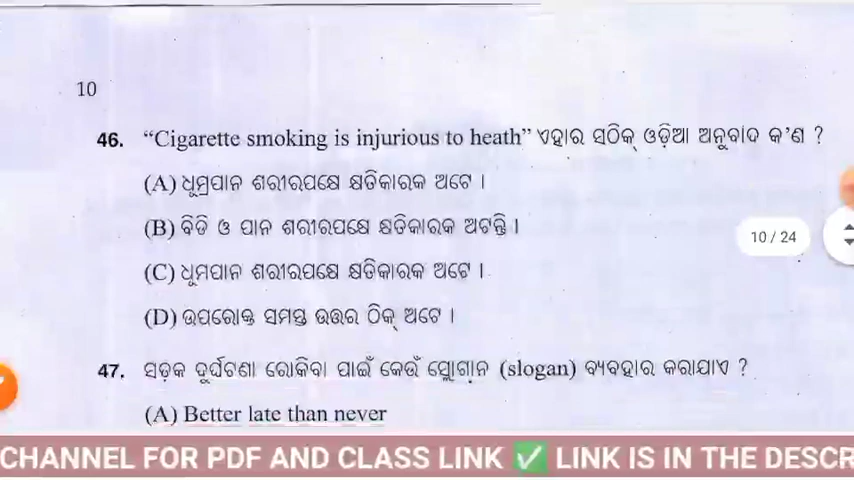 10
46. “Cigarette smoking is injurious to heath” ଏହାର ସଠିକ୍ ଓଡ଼ିଆ ଅନୁବାଦ କ’ଣ ?
(A) ଧୂମ୍ରପାନ ଶରୀରପକ୍ଷେ କ୍ଷତିକାରକ ଅଟେ ।
(B) ବିଡି ଓ ପାନ ଶରୀରପକ୍ଷେ କ୍ଷତିକାରକ ଅଟନ୍ତି ।
10 / 24
(C) ଧୂମପାନ ଶରୀରପକ୍ଷେ କ୍ଷତିକାରକ ଅଟେ ।
(D) ଉପରୋକ୍ତ ସମସ୍ତ ଉତ୍ତର ଠିକ୍ ଅଟେ ।
47. ସଡ଼କ ଦୁର୍ଘଟଣା ରୋକିବା ପାଇଁ କେଉଁ ସ୍ଲୋଗାନ (slogan) ବ୍ୟବହାର କରାଯାଏ ?
(A) Better late than never
CHANNEL FOR PDF AND CLASS LINK ✅ LINK IS IN THE DESCR